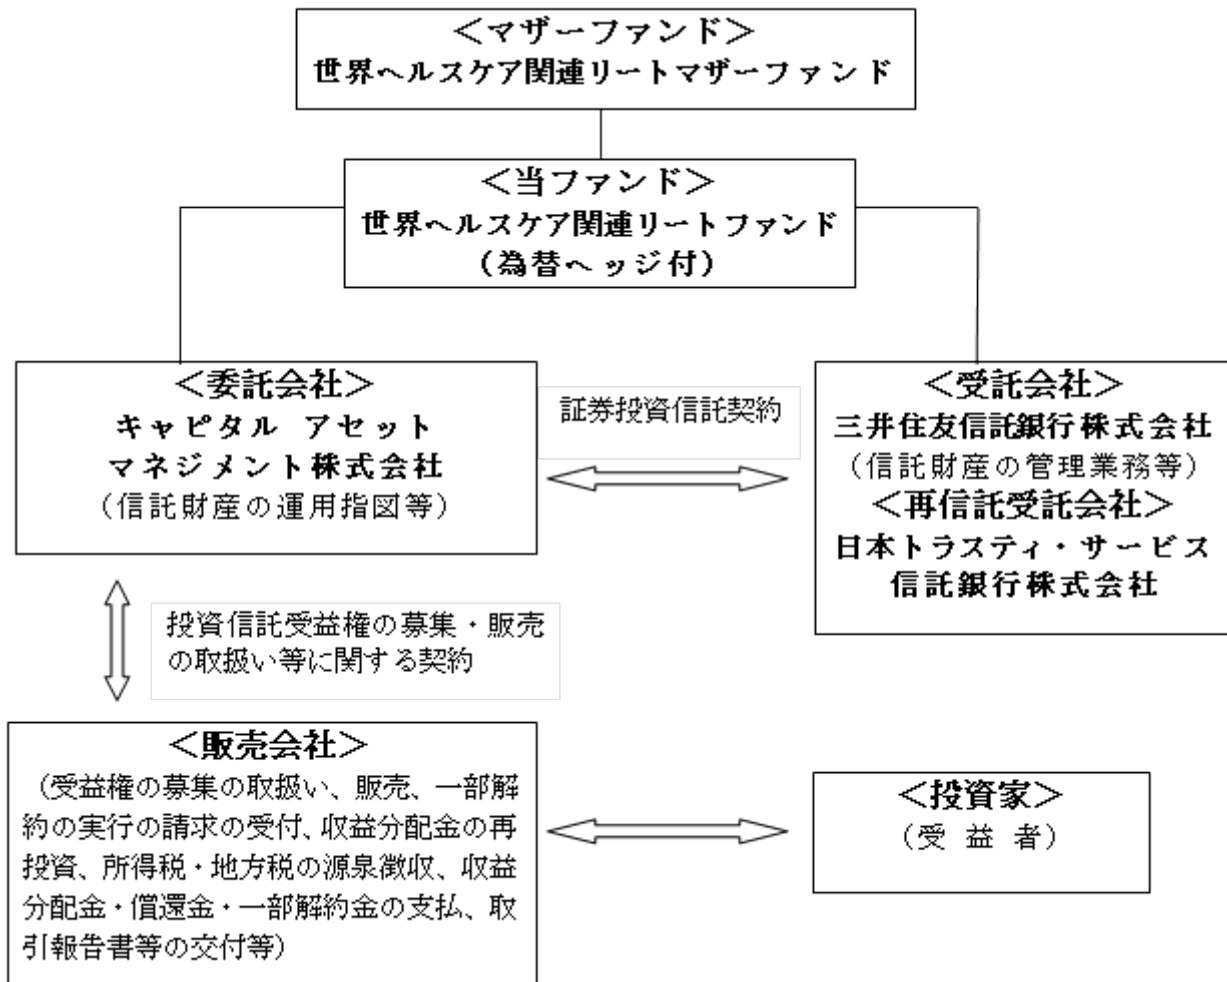 ＜マザーファンド＞
世界ヘルスケア関連リートマザーファンド
＜当ファンド＞
世界ヘルスケア関連リートファンド
（為替ヘッジ付）
＜委託会社＞
キャピタル アセット
マネジメント株式会社
（信託財産の運用指図等）
証券投資信託契約
＜受託会社＞
三井住友信託銀行株式会社
（信託財産の管理業務等）
＜再信託受託会社＞
日本トラスティ・サービス
信託銀行株式会社
投資信託受益権の募集・販売
の取扱い等に関する契約
＜販売会社＞
（受益権の募集の取扱い、販売、一部解
約の実行の請求の受付、収益分配金の再
投資、所得税・地方税の源泉徴収、収益
分配金・償還金・一部解約金の支払、取
引報告書等の交付等）
＜投資家＞
（受 益 者）